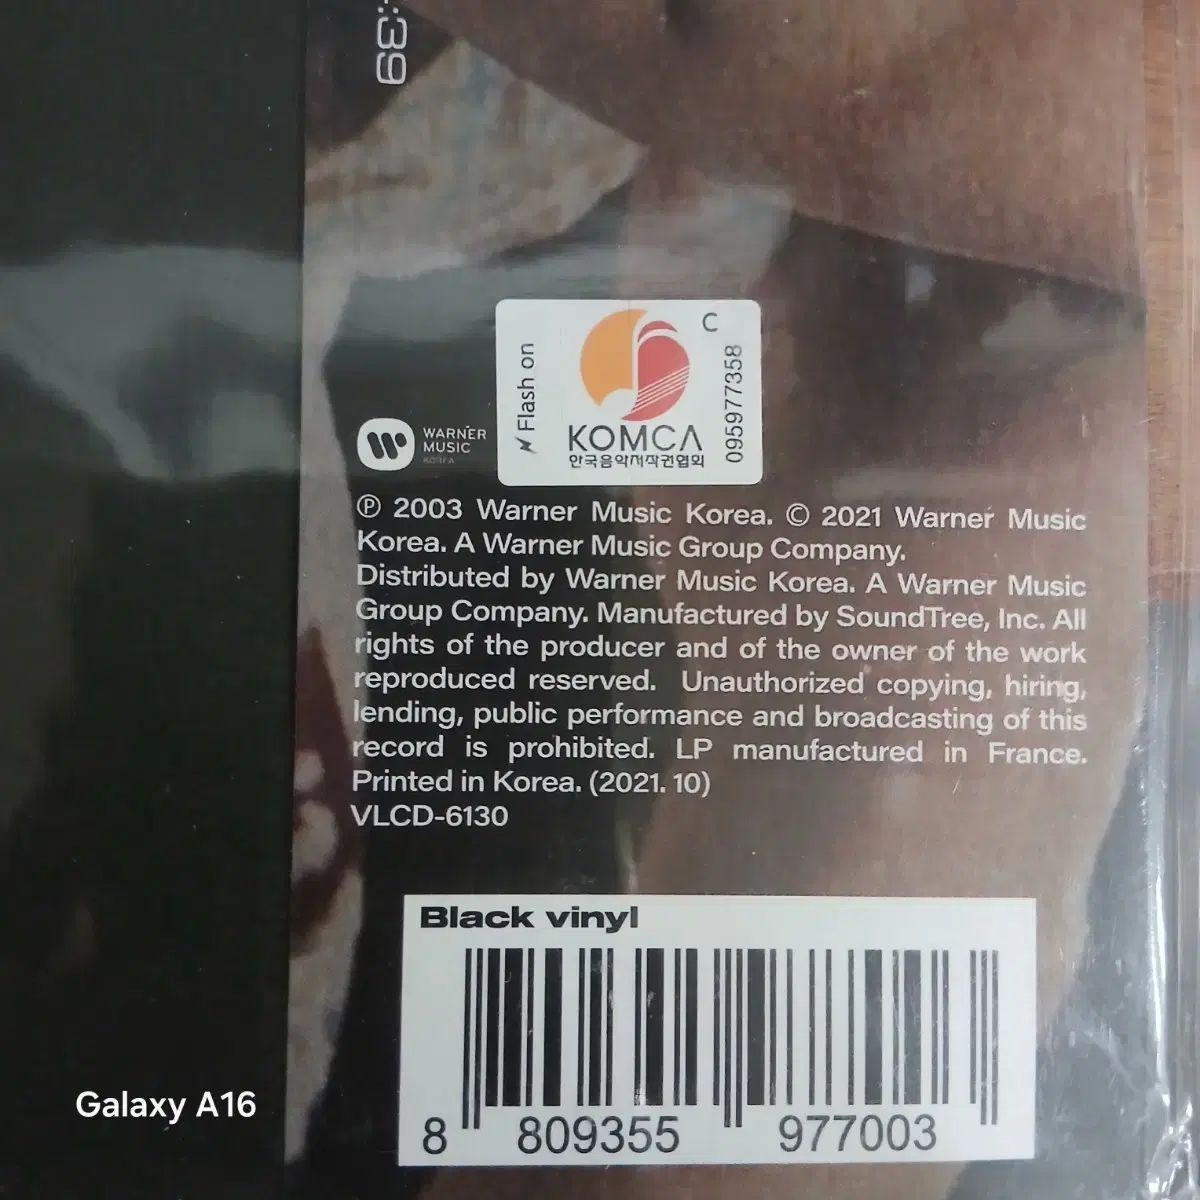 :39
Flash on
C
095977358
KOMCA
한국음악저작권협회
WARNER
MUSIC
KOREA
℗ 2003 Warner Music Korea. © 2021 Warner Music
Korea. A Warner Music Group Company.
Distributed by Warner Music Korea. A Warner Music
Group Company. Manufactured by SoundTree, Inc. All
rights of the producer and of the owner of the work
reproduced reserved. Unauthorized copying, hiring,
lending, public performance and broadcasting of this
record is prohibited. LP manufactured in France.
Printed in Korea. (2021. 10)
VLCD-6130
Black vinyl
8 809355 977003
Galaxy A16